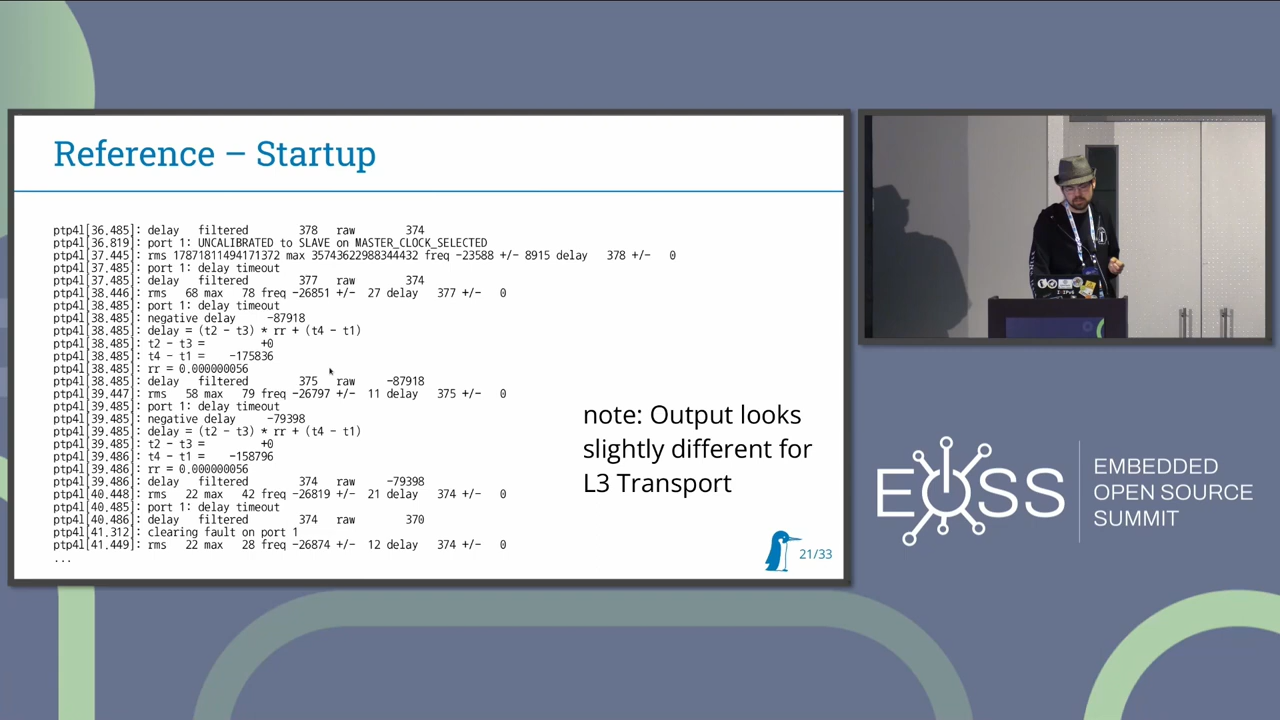 Reference – Startup
ptp4l[36.485]: delay   filtered        378   raw        374
ptp4l[36.819]: port 1: UNCALIBRATED to SLAVE on MASTER_CLOCK_SELECTED
ptp4l[37.445]: rms 17871811494171372 max 35743622988344432 freq -23588 +/- 8915 delay   378 +/-   0
ptp4l[37.485]: port 1: delay timeout
ptp4l[37.485]: delay   filtered        377   raw        374
ptp4l[38.446]: rms   68 max   78 freq -26851 +/-  27 delay   377 +/-   0
ptp4l[38.485]: port 1: delay timeout
ptp4l[38.485]: negative delay     -87918
ptp4l[38.485]: delay = (t2 - t3) * rr + (t4 - t1)
ptp4l[38.485]: t2 - t3 =         +0
ptp4l[38.485]: t4 - t1 =    -175836
ptp4l[38.485]: rr = 0.000000056
ptp4l[38.485]: delay   filtered        375   raw     -87918
ptp4l[39.447]: rms   58 max   79 freq -26797 +/-  11 delay   375 +/-   0
ptp4l[39.485]: port 1: delay timeout
ptp4l[39.485]: negative delay     -79398
ptp4l[39.485]: delay = (t2 - t3) * rr + (t4 - t1)
ptp4l[39.485]: t2 - t3 =         +0
ptp4l[39.486]: t4 - t1 =    -158796
ptp4l[39.486]: rr = 0.000000056
ptp4l[39.486]: delay   filtered        374   raw     -79398
ptp4l[40.448]: rms   22 max   42 freq -26819 +/-  21 delay   374 +/-   0
ptp4l[40.485]: port 1: delay timeout
ptp4l[40.486]: delay   filtered        374   raw        370
ptp4l[41.312]: clearing fault on port 1
ptp4l[41.449]: rms   22 max   28 freq -26874 +/-  12 delay   374 +/-   0
...
note: Output looks
slightly different for
L3 Transport
21/33
EOSS
EMBEDDED
OPEN SOURCE
SUMMIT